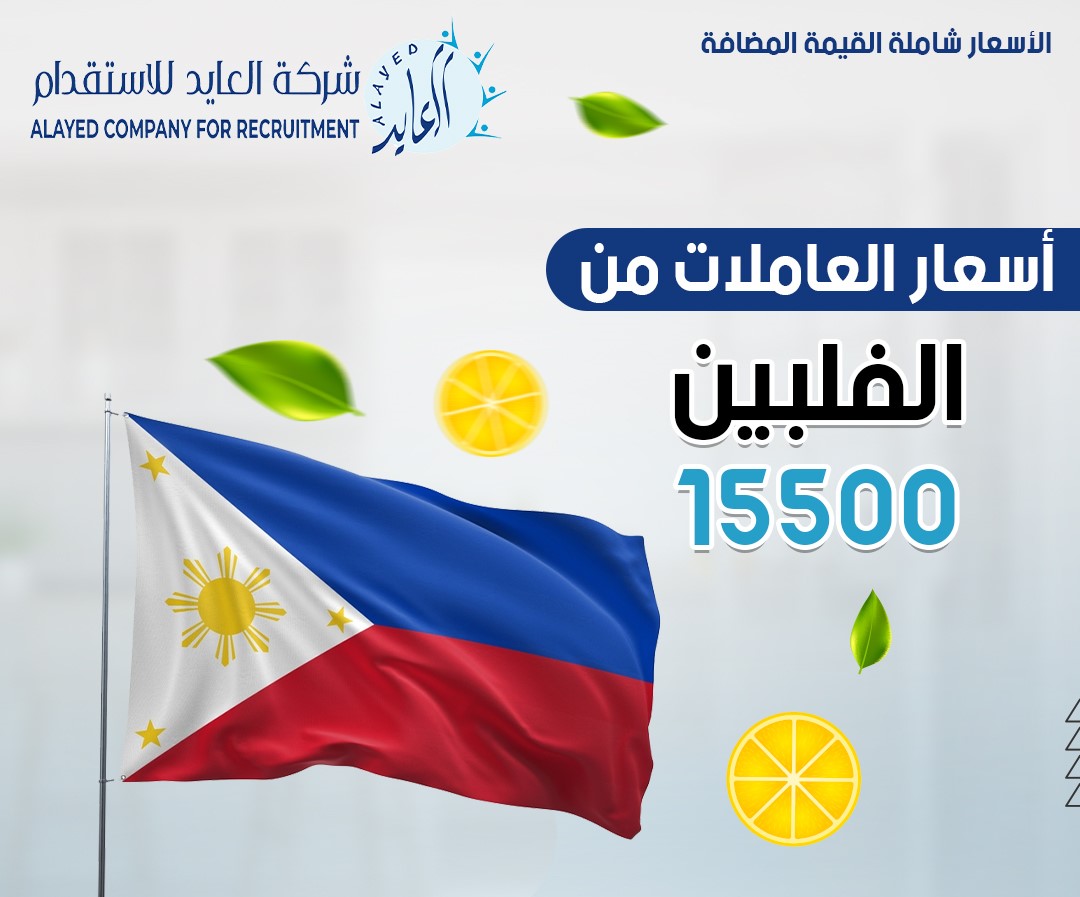 الأسعار شاملة القيمة المضافة
شركة العايد للاستقدام
ALAYED COMPANY FOR RECRUITMENT
ALAYED
العايد
أسعار العاملات من
الفلبين
15500